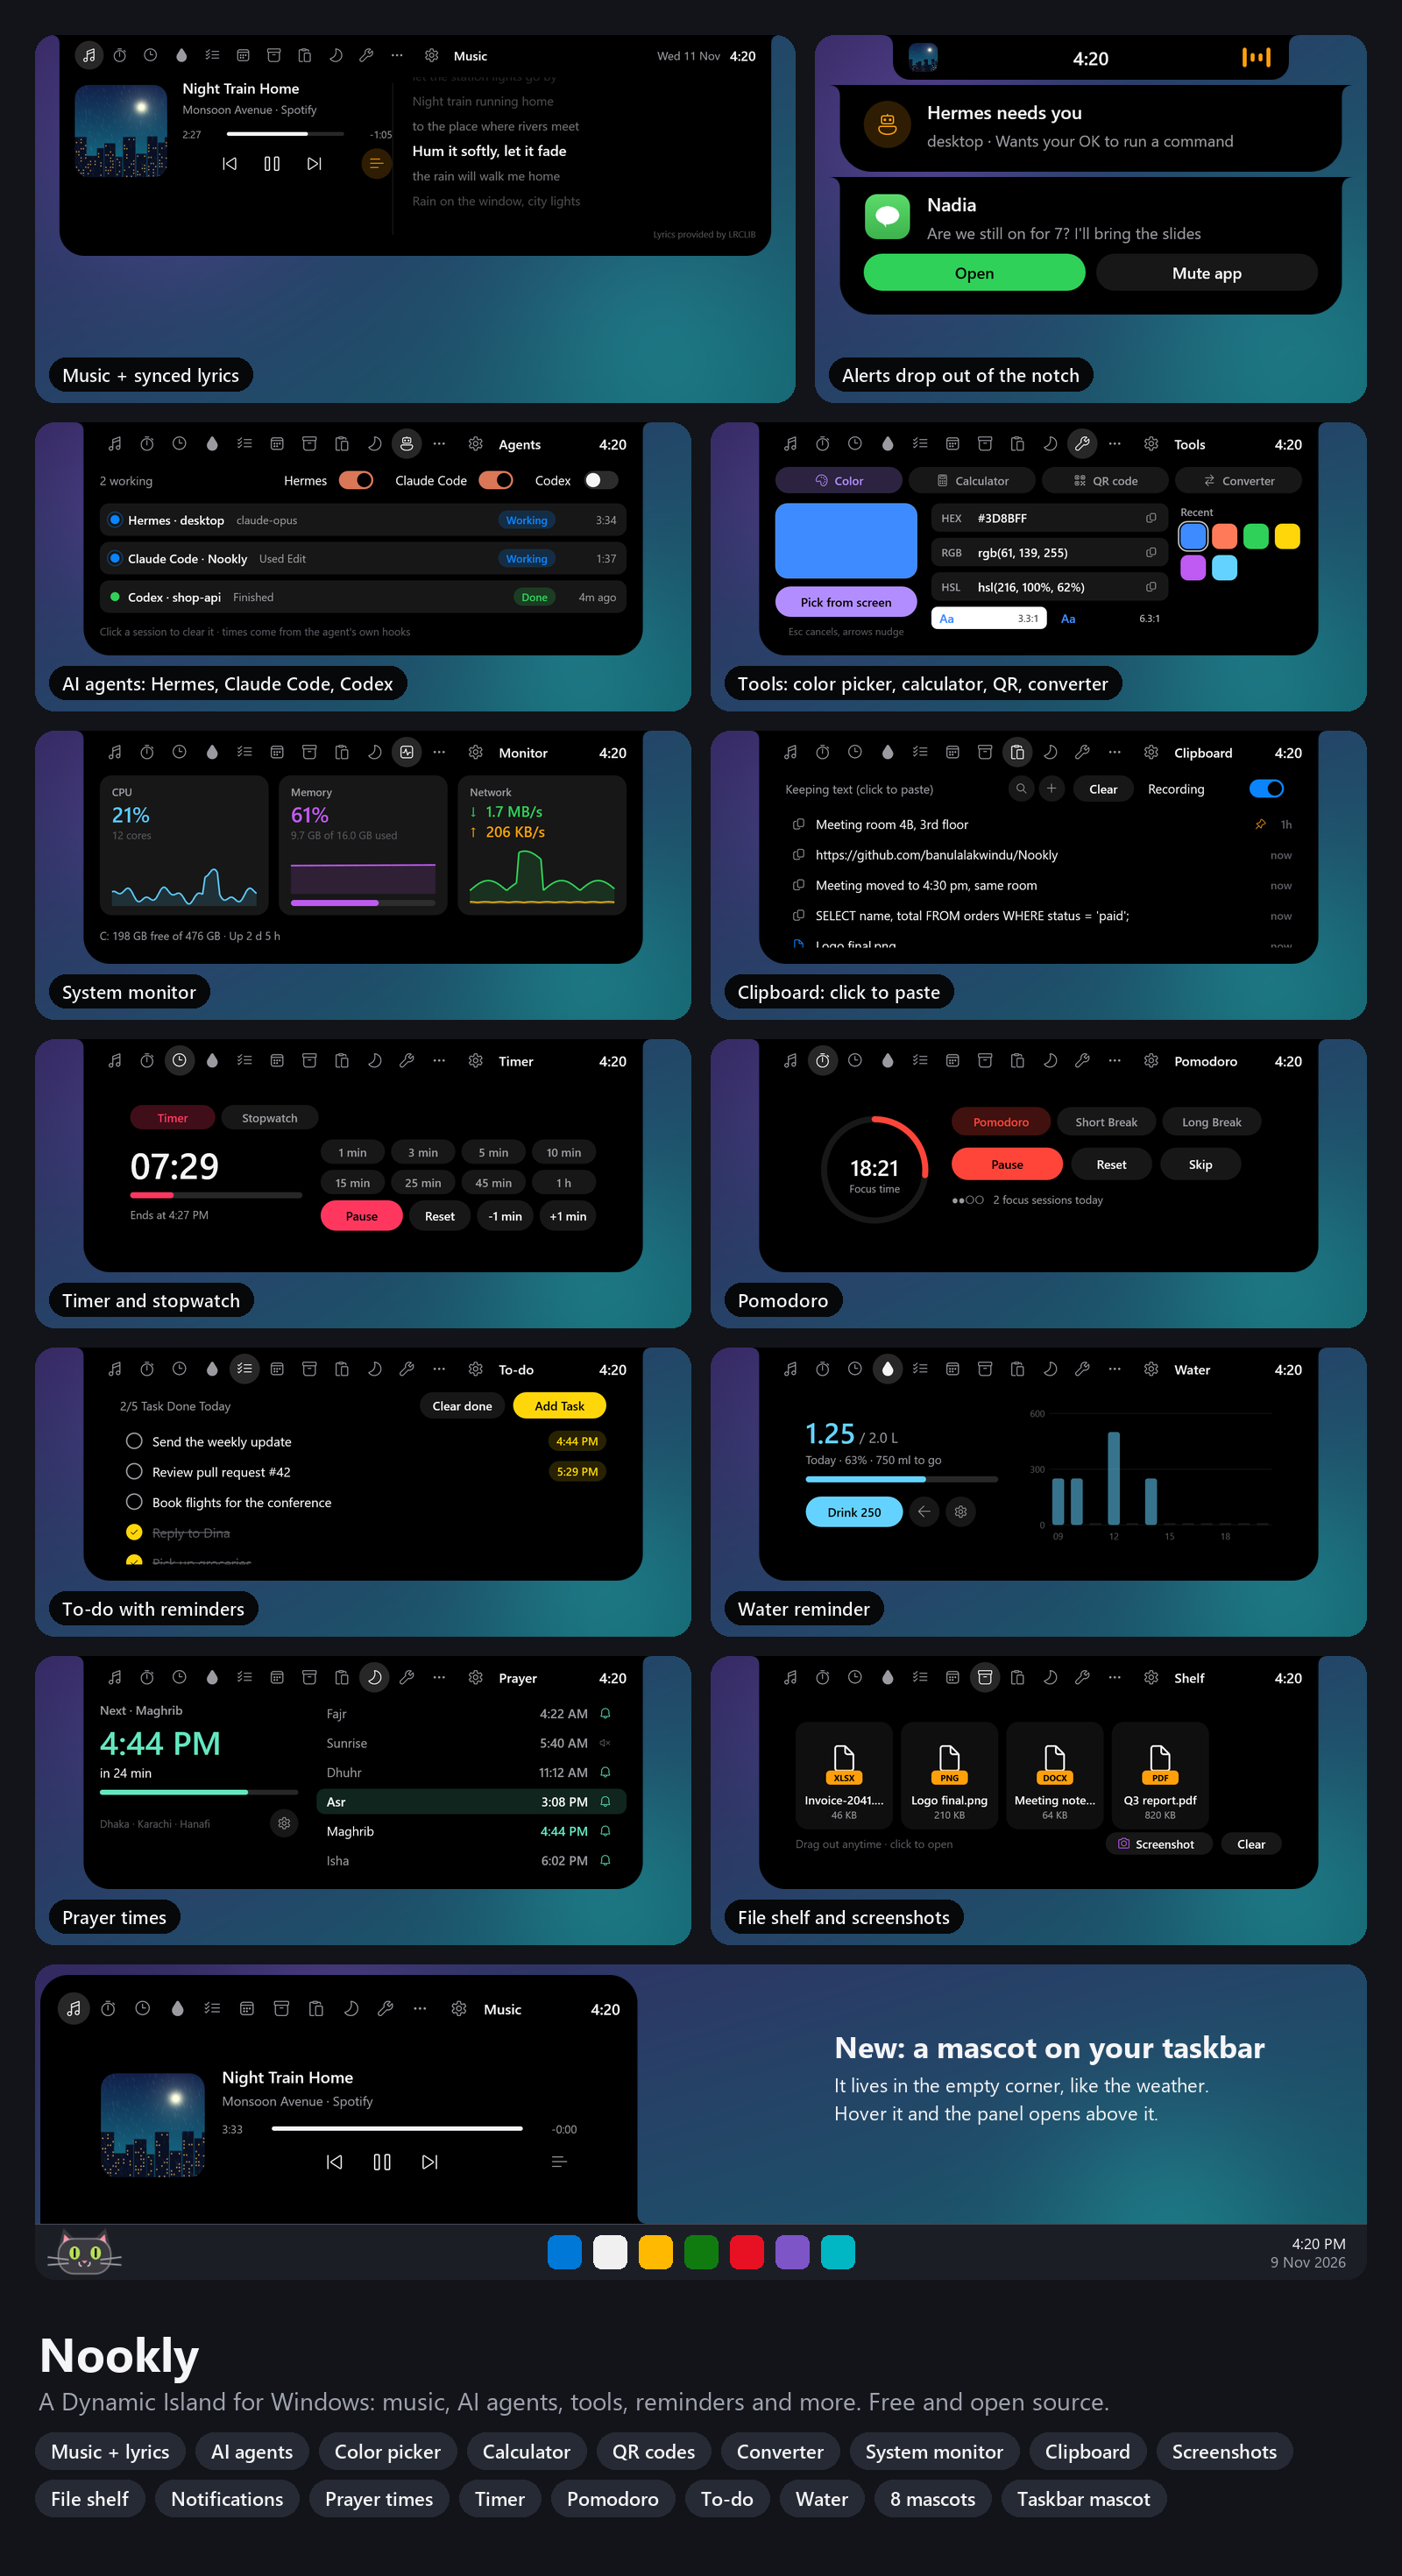 Music Wed 11 Nov 4:20
let the station lights go by
Night Train Home
Monsoon Avenue · Spotify
2:27 -1:05
Night train running home
to the place where rivers meet
Hum it softly, let it fade
the rain will walk me home
Rain on the window, city lights
Lyrics provided by LRCLIB
Music + synced lyrics
4:20
Hermes needs you
desktop · Wants your OK to run a command
Nadia
Are we still on for 7? I'll bring the slides
Open Mute app
Alerts drop out of the notch
Agents 4:20
2 working Hermes Claude Code Codex
Hermes · desktop claude-opus Working 3:34
Claude Code · Nookly Used Edit Working 1:37
Codex · shop-api Finished Done 4m ago
Click a session to clear it · times come from the agent's own hooks
AI agents: Hermes, Claude Code, Codex
Tools 4:20
Color Calculator QR code Converter
HEX #3D8BFF
RGB rgb(61, 139, 255)
HSL hsl(216, 100%, 62%)
Recent
Pick from screen
Aa 3.3:1 Aa 6.3:1
Esc cancels, arrows nudge
Tools: color picker, calculator, QR, converter
Monitor 4:20
CPU
21%
12 cores
Memory
61%
9.7 GB of 16.0 GB used
Network
↓ 1.7 MB/s
↑ 206 KB/s
C: 198 GB free of 476 GB · Up 2 d 5 h
System monitor
Clipboard 4:20
Keeping text (click to paste) Clear Recording
Meeting room 4B, 3rd floor 1h
https://github.com/banulalakwindu/Nookly now
Meeting moved to 4:30 pm, same room now
SELECT name, total FROM orders WHERE status = 'paid'; now
Logo final.png now
Clipboard: click to paste
Timer 4:20
Timer Stopwatch
07:29
Ends at 4:27 PM
1 min 3 min 5 min 10 min
15 min 25 min 45 min 1 h
Pause Reset -1 min +1 min
Timer and stopwatch
Pomodoro 4:20
18:21
Focus time
Pomodoro Short Break Long Break
Pause Reset Skip
2 focus sessions today
Pomodoro
To-do 4:20
2/5 Task Done Today Clear done Add Task
Send the weekly update 4:44 PM
Review pull request #42 5:29 PM
Book flights for the conference
Reply to Dina
Pick up groceries
To-do with reminders
Water 4:20
1.25 / 2.0 L
Today · 63% · 750 ml to go
Drink 250
600
300
0
09 12 15 18
Water reminder
Prayer 4:20
Next · Maghrib
4:44 PM
in 24 min
Dhaka · Karachi · Hanafi
Fajr 4:22 AM
Sunrise 5:40 AM
Dhuhr 11:12 AM
Asr 3:08 PM
Maghrib 4:44 PM
Isha 6:02 PM
Prayer times
Shelf 4:20
XLSX PNG DOCX PDF
Invoice-2041.... Logo final.png Meeting note... Q3 report.pdf
46 KB 210 KB 64 KB 820 KB
Drag out anytime · click to open Screenshot Clear
File shelf and screenshots
Music 4:20
Night Train Home
Monsoon Avenue · Spotify
3:33 -0:00
New: a mascot on your taskbar
It lives in the empty corner, like the weather.
Hover it and the panel opens above it.
4:20 PM
9 Nov 2026
Nookly
A Dynamic Island for Windows: music, AI agents, tools, reminders and more. Free and open source.
Music + lyrics AI agents Color picker Calculator QR codes Converter System monitor Clipboard Screenshots
File shelf Notifications Prayer times Timer Pomodoro To-do Water 8 mascots Taskbar mascot